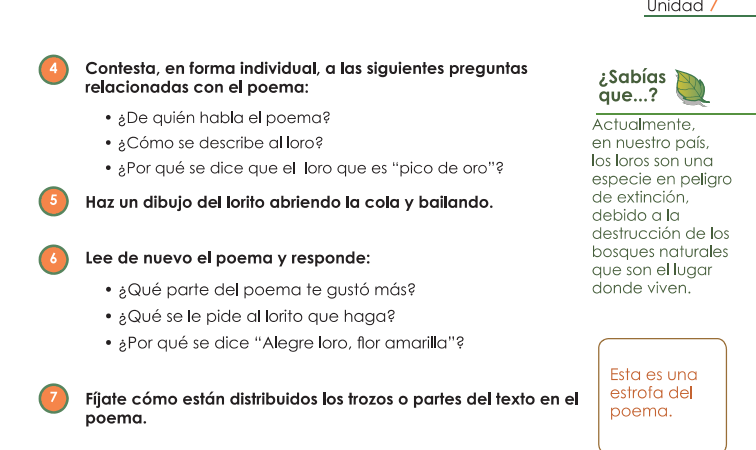 Unidad 7
4 Contesta, en forma individual, a las siguientes preguntas
relacionadas con el poema:
• ¿De quién habla el poema?
• ¿Cómo se describe al loro?
• ¿Por qué se dice que el loro que es “pico de oro”?
5 Haz un dibujo del lorito abriendo la cola y bailando.
6 Lee de nuevo el poema y responde:
• ¿Qué parte del poema te gustó más?
• ¿Qué se le pide al lorito que haga?
• ¿Por qué se dice “Alegre loro, flor amarilla”?
7 Fíjate cómo están distribuidos los trozos o partes del texto en el
poema.
¿Sabías
que...?
Actualmente,
en nuestro país,
los loros son una
especie en peligro
de extinción,
debido a la
destrucción de los
bosques naturales
que son el lugar
donde viven.
Esta es una
estrofa del
poema.